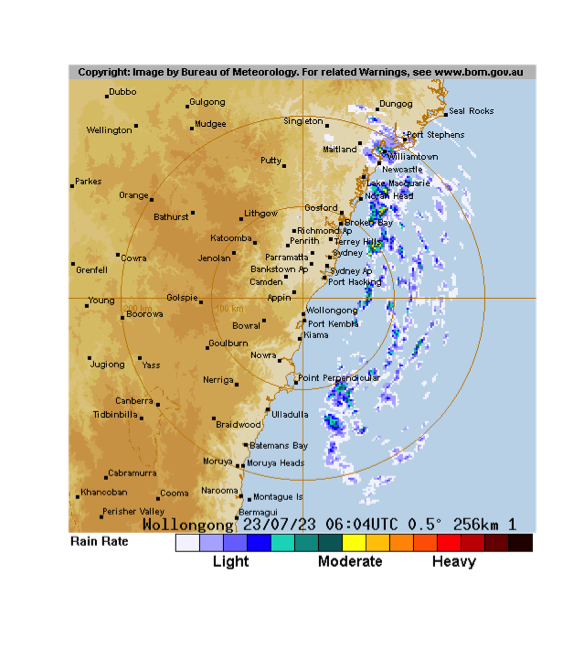 Copyright: Image by Bureau of Meteorology. For related Warnings, see www.bom.gov.au
Dubbo
Gulgong
Dungog
Seal Rocks
Wellington
Mudgee
Singleton
Port Stephens
Maitland
Williamtown
Putty
Newcastle
Parkes
Lake Macquarie
Orange
Norah Head
Bathurst
Lithgow
Gosford
Broken Bay
Richmond Ap
Katoomba
Penrith
Terrey Hills
Cowra
Jenolan
Parramatta
Sydney
Grenfell
Bankstown Ap
Sydney Ap
Camden
Port Hacking
Young
Golspie
Appin
200 km
100 km
Boorowa
Wollongong
Bowral
Port Kembla
Kiama
Goulburn
Jugiong
Yass
Nowra
Nerriga
Point Perpendicular
Canberra
Tidbinbilla
Ulladulla
Braidwood
Batemans Bay
Moruya
Moruya Heads
Cabramurra
Khancoban
Cooma
Narooma
Montague Is
Perisher Valley
Bermagui
Wollongong 23/07/23 06:04UTC 0.5° 256km 1
Rain Rate
Light
Moderate
Heavy